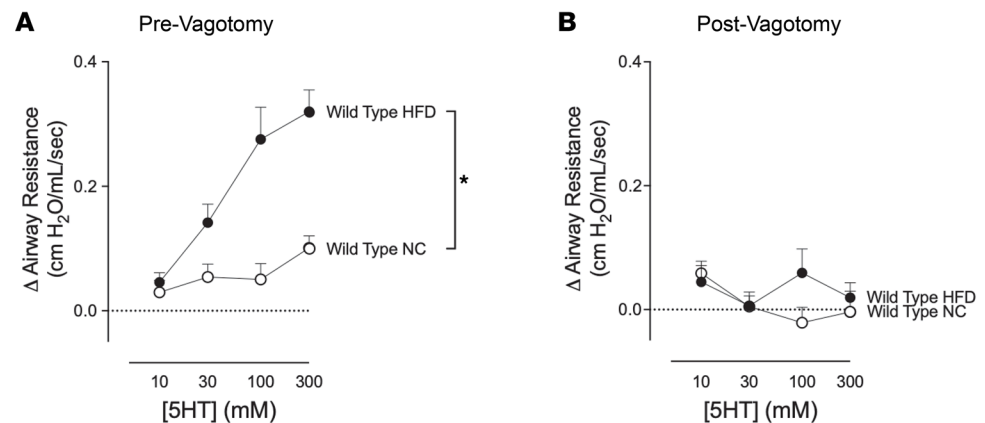 A
Pre-Vagotomy
Δ Airway Resistance
(cm H2O/mL/sec)
0.4
0.2
0.0
Wild Type HFD
*
Wild Type NC
10 30 100 300
[5HT] (mM)
B
Post-Vagotomy
Δ Airway Resistance
(cm H2O/mL/sec)
0.4
0.2
0.0
Wild Type HFD
Wild Type NC
10 30 100 300
[5HT] (mM)